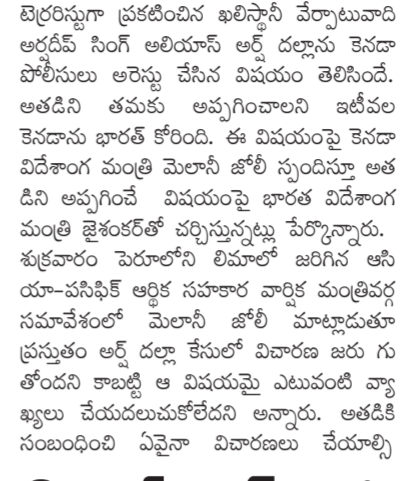 టెర్రరిస్టుగా ప్రకటించిన ఖలిస్థానీ వేర్పాటువాది
అర్షదీప్ సింగ్ అలియాస్ అర్ష్ దల్లాను కెనడా
పోలీసులు అరెస్టు చేసిన విషయం తెలిసిందే.
అతడిని తమకు అప్పగించాలని ఇటీవల
కెనడాను భారత్ కోరింది. ఈ విషయంపై కెనడా
విదేశాంగ మంత్రి మెలానీ జోలీ స్పందిస్తూ అత
డిని అప్పగించే విషయంపై భారత విదేశాంగ
మంత్రి జైశంకర్‌తో చర్చిస్తున్నట్లు పేర్కొన్నారు.
శుక్రవారం పెరూలోని లిమాలో జరిగిన ఆసి
యా-పసిఫిక్ ఆర్థిక సహకార వార్షిక మంత్రివర్గ
సమావేశంలో మెలానీ జోలీ మాట్లాడుతూ
ప్రస్తుతం అర్ష్ దల్లా కేసులో విచారణ జరు గు
తోందని కాబట్టి ఆ విషయమై ఎటువంటి వ్యా
ఖ్యలు చేయదలుచుకోలేదని అన్నారు. అతడికి
సంబంధించి ఏవైనా విచారణలు చేయాల్సి